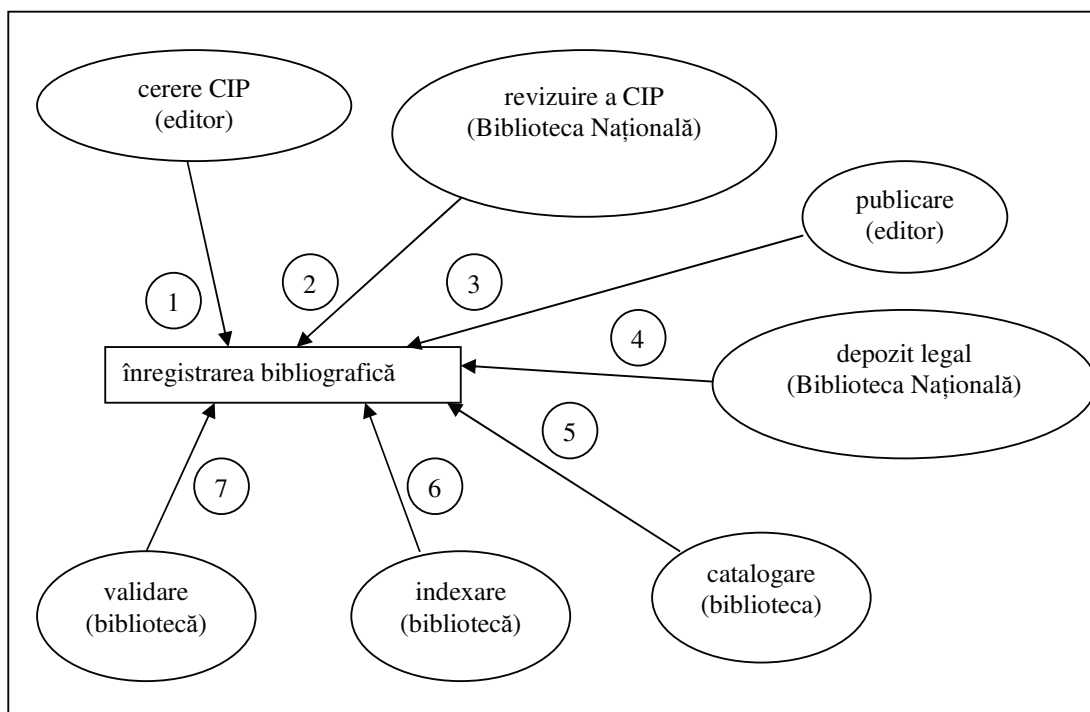 cerere CIP
(editor)
revizuire a CIP
(Biblioteca Națională)
publicare
(editor)
1
2
3
4
depozit legal
(Biblioteca Națională)
înregistrarea bibliografică
5
7
6
validare
(bibliotecă)
indexare
(bibliotecă)
catalogare
(biblioteca)